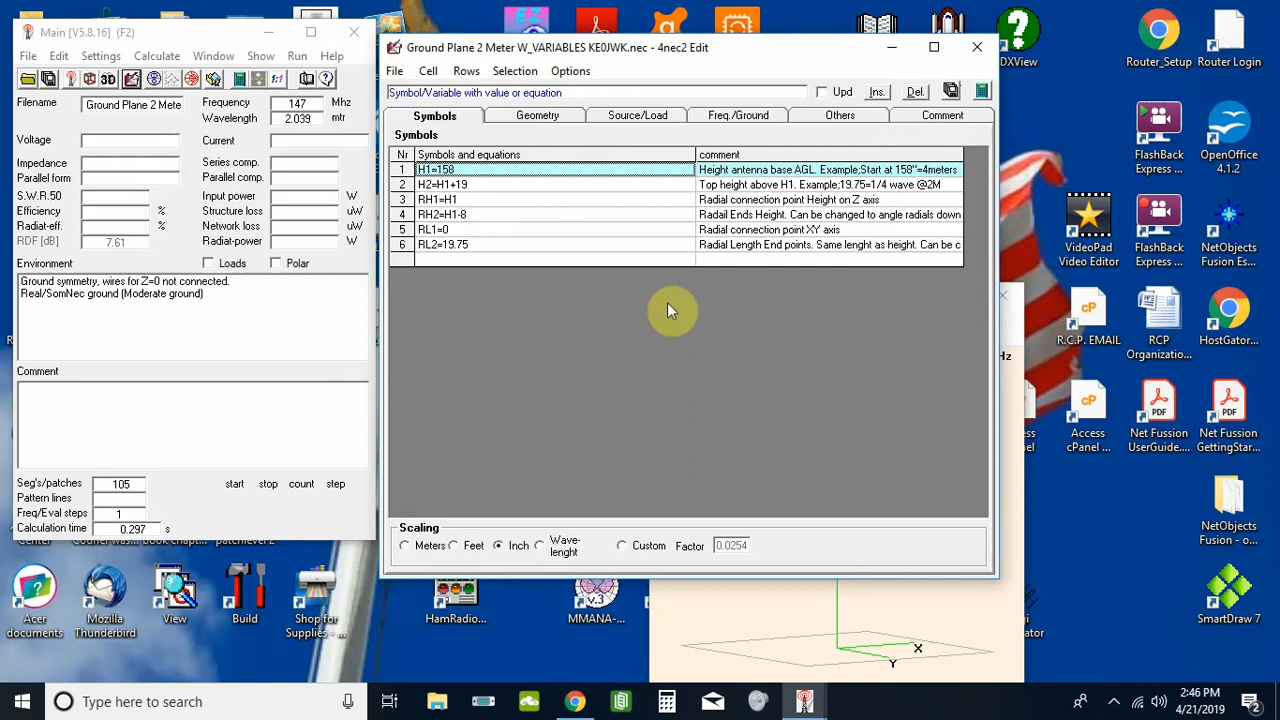 Main [V5.8.16] (F2)
File Edit Settings Calculate Window Show Run Help
3D 1:1
Filename Ground Plane 2 Mete Frequency 147 Mhz
Wavelength 2.039 mtr
Voltage Current
Impedance Series comp.
Parallel form Parallel comp.
S.W.R.50 Input power W
Efficiency % Structure loss uW
Radiat-eff. % Network loss uW
RDF [dB] 7.61 Radiat-power W
Environment Loads Polar
Ground symmetry, wires for Z=0 not connected.
Real/SomNec ground (Moderate ground)
Comment
Seg's/patches 105 start stop count step
Pattern lines
Freq/Eval steps 1
Calculation time 0.297 s
Ground Plane 2 Meter W_VARIABLES KE0JWK.nec - 4nec2 Edit
File Cell Rows Selection Options
Symbol/Variable with value or equation Upd Ins. Del.
Symbols Geometry Source/Load Freq./Ground Others Comment
Symbols
Nr Symbols and equations comment
1 H1=158 Height antenna base AGL. Example;Start at 158"=4meters
2 H2=H1+19 Top height above H1. Example;19.75=1/4 wave @2M
3 RH1=H1 Radial connection point Height on Z axis
4 RH2=H1-8 Radail Ends Height. Can be changed to angle radials down
5 RL1=0 Radial connection point XY axis
6 RL2=19.75 Radial Length End points. Same lenght as height. Can be c
Scaling
Meters Feet Inch Wave-lenght Custom Factor 0.0254
Hz
X
Y
DXView
Router_Setup
Router Login
FlashBack Express ...
OpenOffice 4.1.2
VideoPad Video Editor
FlashBack Express ...
NetObjects Fusion Es...
R.C.P. EMAIL
RCP Organizatio...
HostGator...
Access cPanel ...
Net Fussion UserGuide...
Net Fussion GettingStar...
NetObjects Fusion - o...
SmartDraw 7
Acer documents
Mozilla Thunderbird
View
Build
Shop for Supplies - ...
HamRadio...
MMANA-...
v.3
Type here to search
2:46 PM
4/21/2019
2